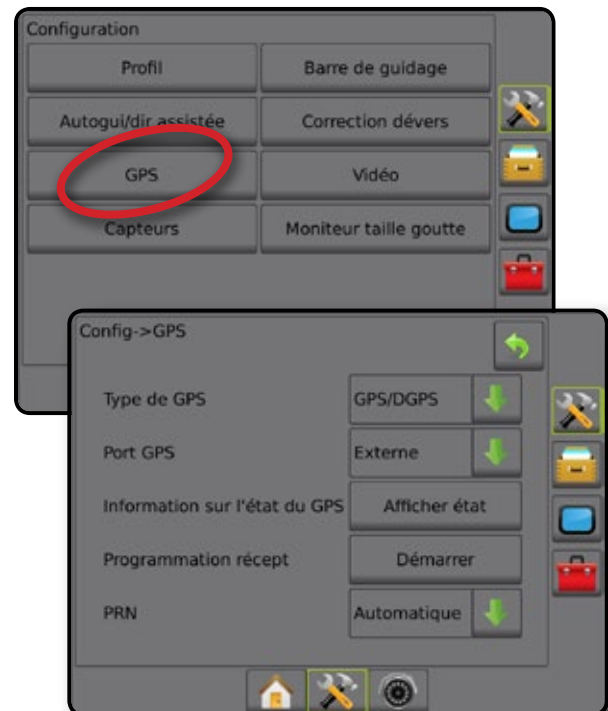 Configuration
Profil
Barre de guidage
Autogui/dir assistée
Correction dévers
GPS
Vidéo
Capteurs
Moniteur taille goutte
Config->GPS
Type de GPS
GPS/DGPS
Port GPS
Externe
Information sur l'état du GPS
Afficher état
Programmation récept
Démarrer
PRN
Automatique